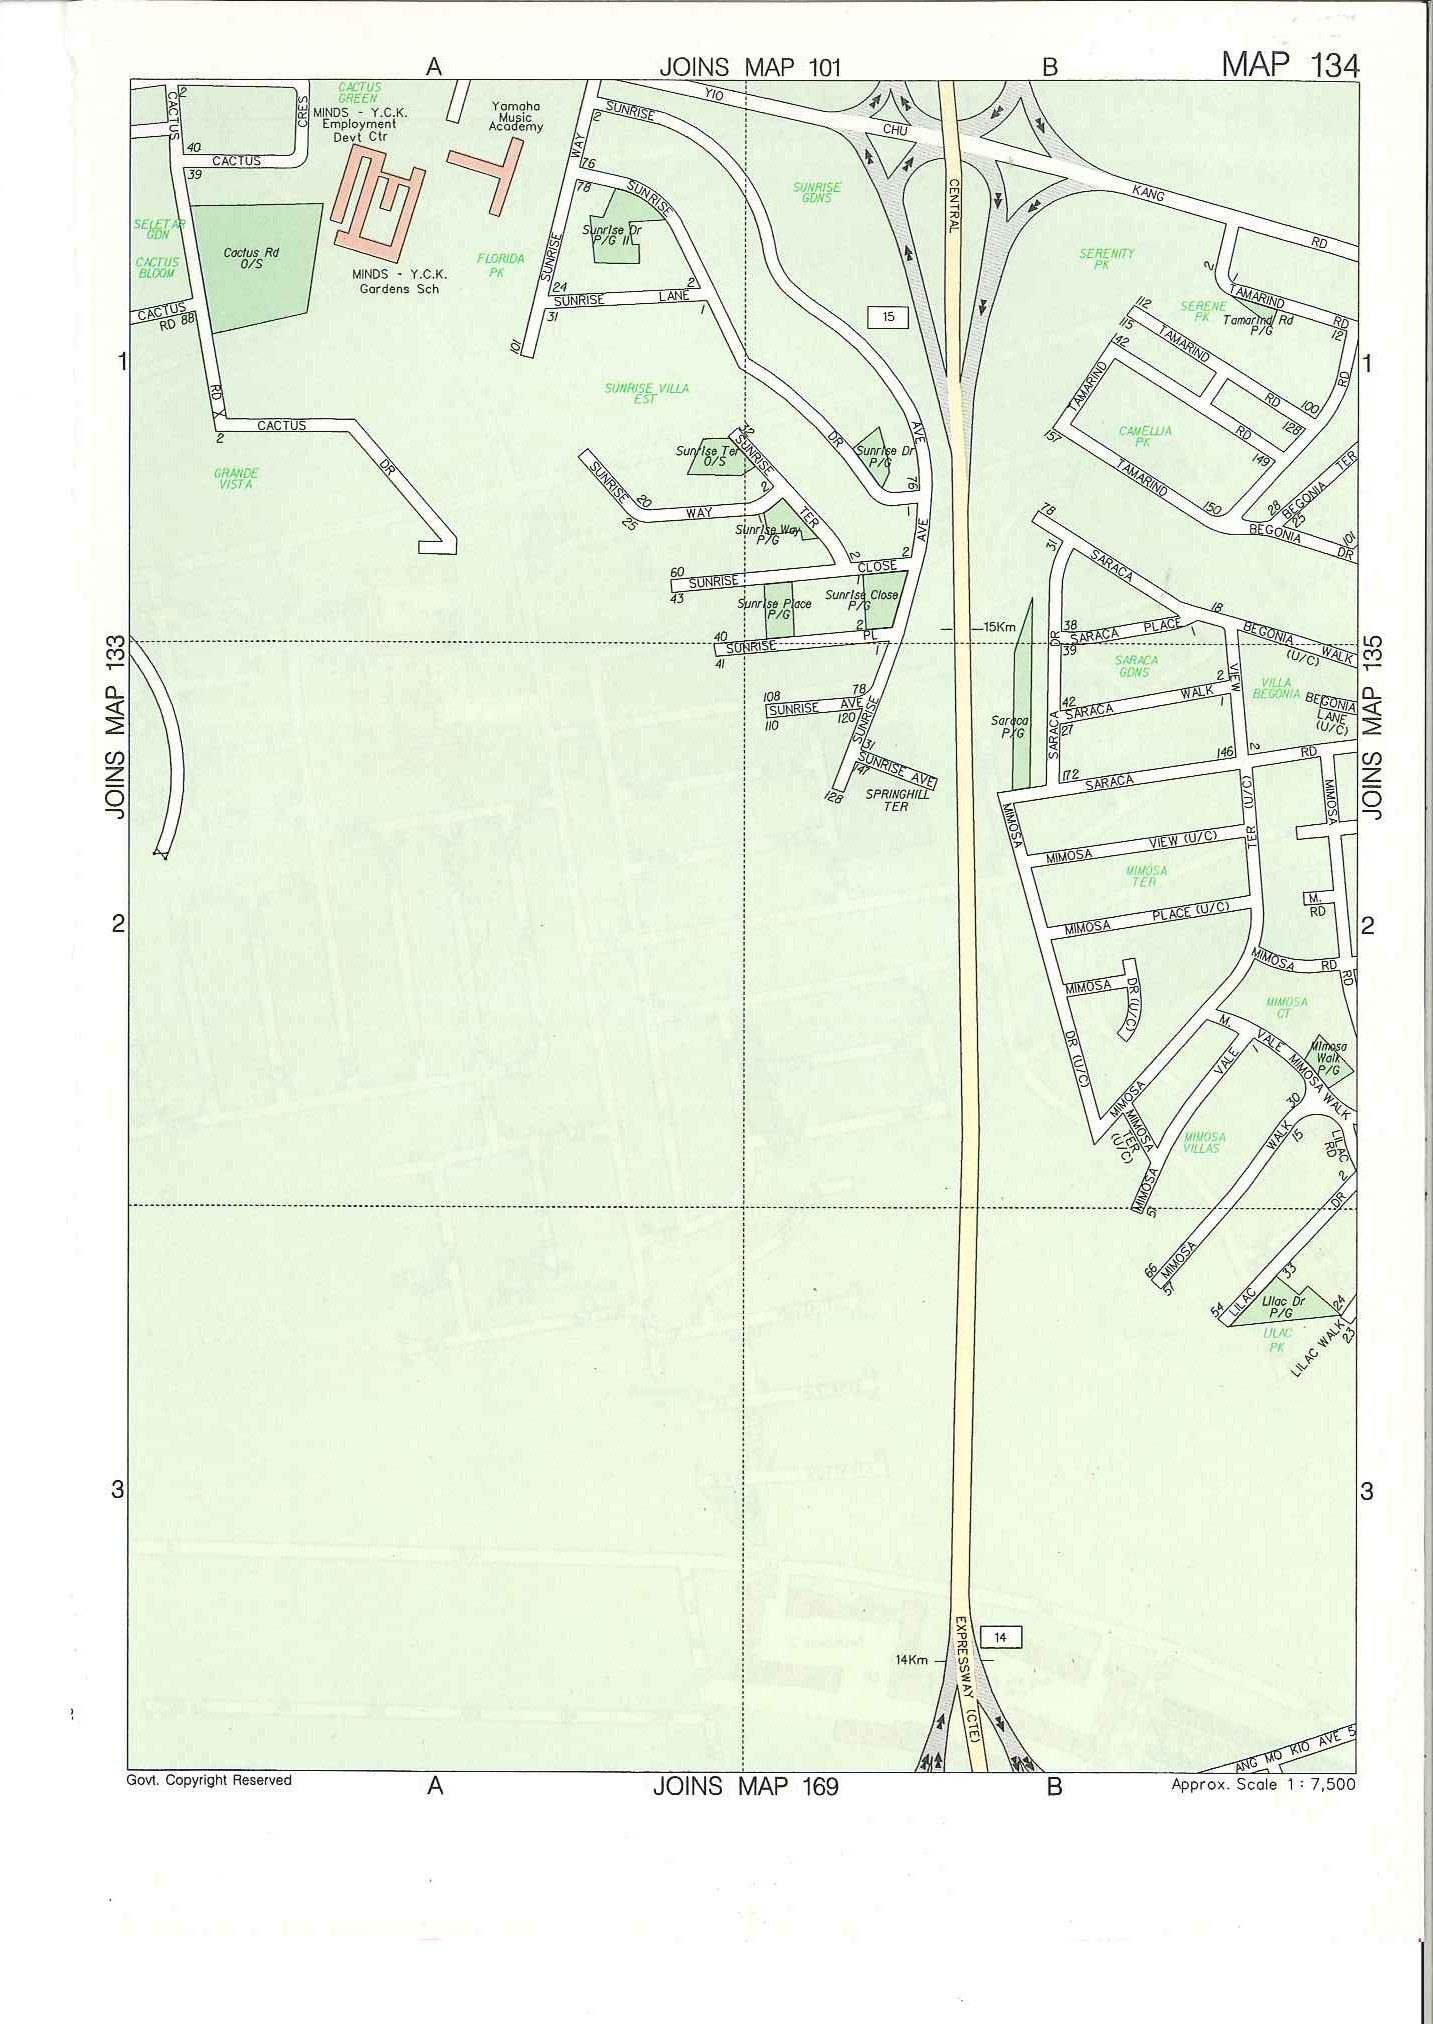 A
JOINS MAP 101
B
MAP 134
CACTUS
2
CRES
CACTUS
GREEN
MINDS - Y.C.K.
Employment
Devt Ctr
Yamaha
Music
Academy
40
CACTUS
39
SELETAR
GDN
CACTUS
BLOOM
Cactus Rd
O/S
MINDS - Y.C.K.
Gardens Sch
FLORIDA
PK
CACTUS
RD 88
RD
2
CACTUS
DR
GRANDE
VISTA
SUNRISE
2
WAY
76
78
SUNRISE
Sunrise Dr
P/G II
SUNRISE
24
SUNRISE LANE
2
31
1
101
SUNRISE VILLA
EST
YIO
CHU
KANG
RD
SUNRISE
GDNS
CENTRAL
15
SERENITY
PK
SERENE
PK
2
1
TAMARIND
RD
12
Tamarind Rd
P/G
112
115
TAMARIND
RD
100
128
RD
142
TAMARIND
157
RD
149
CAMELLIA
PK
TAMARIND
150
28
25
BEGONIA
TER
BEGONIA
DR
101
32
SUNRISE
Sunrise Ter
O/S
DR
Sunrise Dr
P/G
AVE
76
1
AVE
SUNRISE
20
25
WAY
2
1
TER
Sunrise Way
P/G
2
2
60
SUNRISE
CLOSE
43
1
Sunrise Place
P/G
Sunrise Close
P/G
40
SUNRISE
2
PL
41
1
108
78
SUNRISE AVE
110
120
SUNRISE
131
SUNRISE AVE
147
128
SPRINGHILL
TER
15Km
78
31
SARACA
18
DR
38
SARACA PLACE
39
1
BEGONIA
WALK
(U/C)
SARACA
GDNS
VIEW
VILLA
BEGONIA
BEGONIA
LANE
(U/C)
2
42
SARACA
WALK
27
1
Saraca
P/G
SARACA
172
SARACA
146
2
RD
MIMOSA
MIMOSA
MIMOSA
VIEW (U/C)
TER (U/C)
MIMOSA
TER
MIMOSA
PLACE (U/C)
M.
RD
MIMOSA
RD
RD
MIMOSA
DR (U/C)
DR (U/C)
MIMOSA
CT
M.
VALE
1
VALE
MIMOSA WALK
Mimosa
Walk
P/G
MIMOSA
MIMOSA
TER
(U/C)
MIMOSA
VILLAS
MIMOSA
51
30
15
WALK
LILAC
RD
2
DR
66
MIMOSA
57
54
LILAC
33
Lilac Dr
P/G
LILAC
PK
24
23
LILAC WALK
1
1
2
2
3
3
JOINS MAP 133
JOINS MAP 135
14
14Km
EXPRESSWAY (CTE)
ANG MO KIO AVE 5
Govt. Copyright Reserved
A
JOINS MAP 169
B
Approx. Scale 1 : 7,500